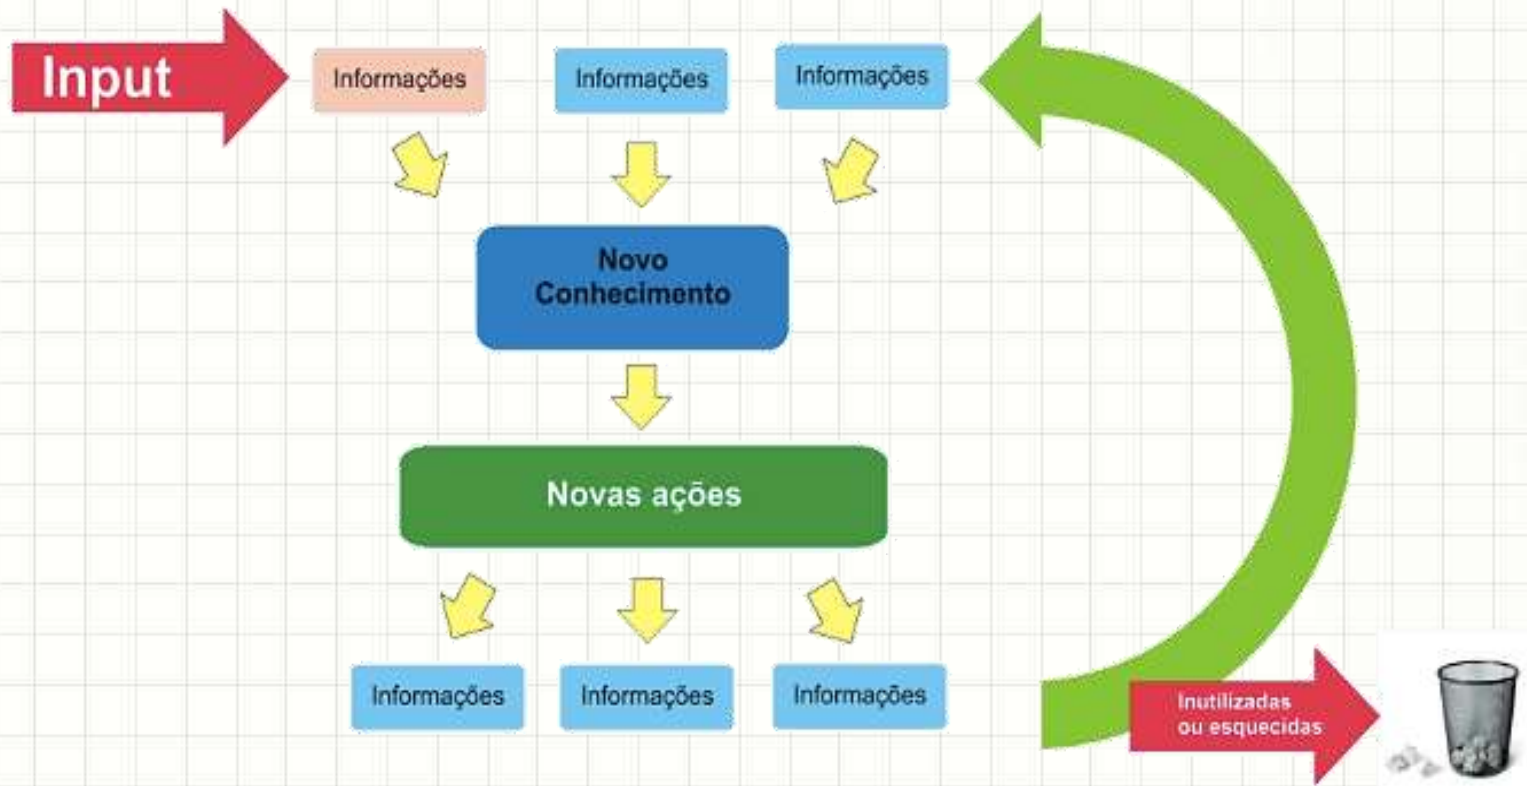 Input
Informações
Informações
Informações
Novo
Conhecimento
Novas ações
Informações
Informações
Informações
Inutilizadas
ou esquecidas